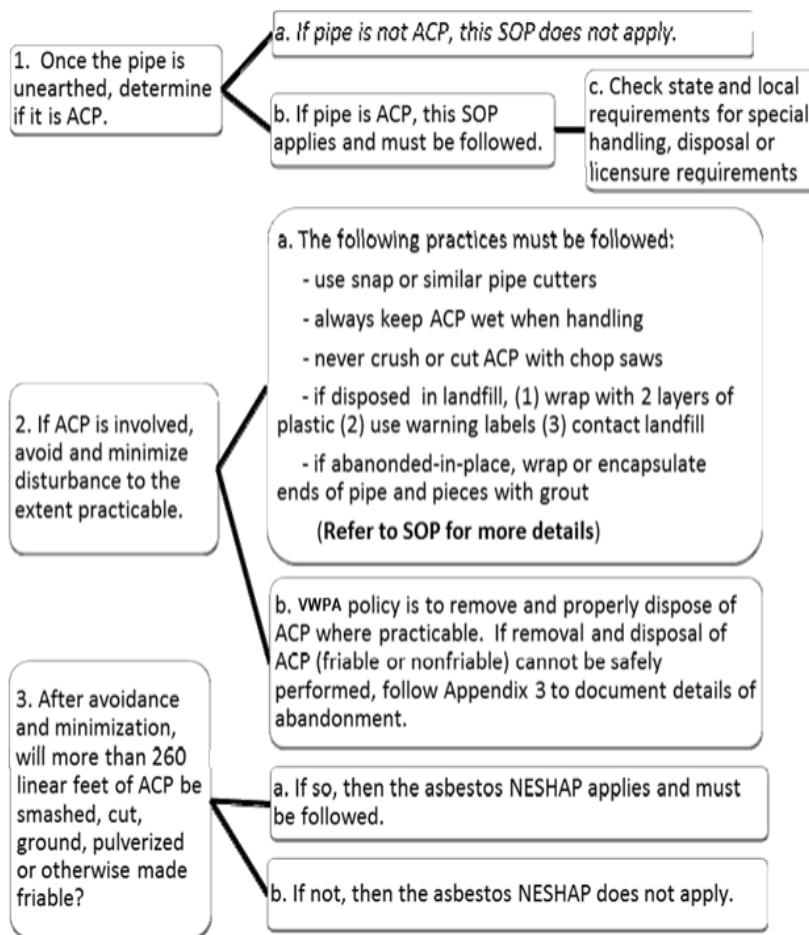 1. Once the pipe is
unearthed, determine
if it is ACP.
a. If pipe is not ACP, this SOP does not apply.
b. If pipe is ACP, this SOP
applies and must be followed.
c. Check state and local
requirements for special
handling, disposal or
licensure requirements
2. If ACP is involved,
avoid and minimize
disturbance to the
extent practicable.
a. The following practices must be followed:
- use snap or similar pipe cutters
- always keep ACP wet when handling
- never crush or cut ACP with chop saws
- if disposed in landfill, (1) wrap with 2 layers of
plastic (2) use warning labels (3) contact landfill
- if abanonded-in-place, wrap or encapsulate
ends of pipe and pieces with grout
(Refer to SOP for more details)
b. VWPA policy is to remove and properly dispose of
ACP where practicable. If removal and disposal of
ACP (friable or nonfriable) cannot be safely
performed, follow Appendix 3 to document details of
abandonment.
3. After avoidance
and minimization,
will more than 260
linear feet of ACP be
smashed, cut,
ground, pulverized
or otherwise made
friable?
a. If so, then the asbestos NESHAP applies and must
be followed.
b. If not, then the asbestos NESHAP does not apply.